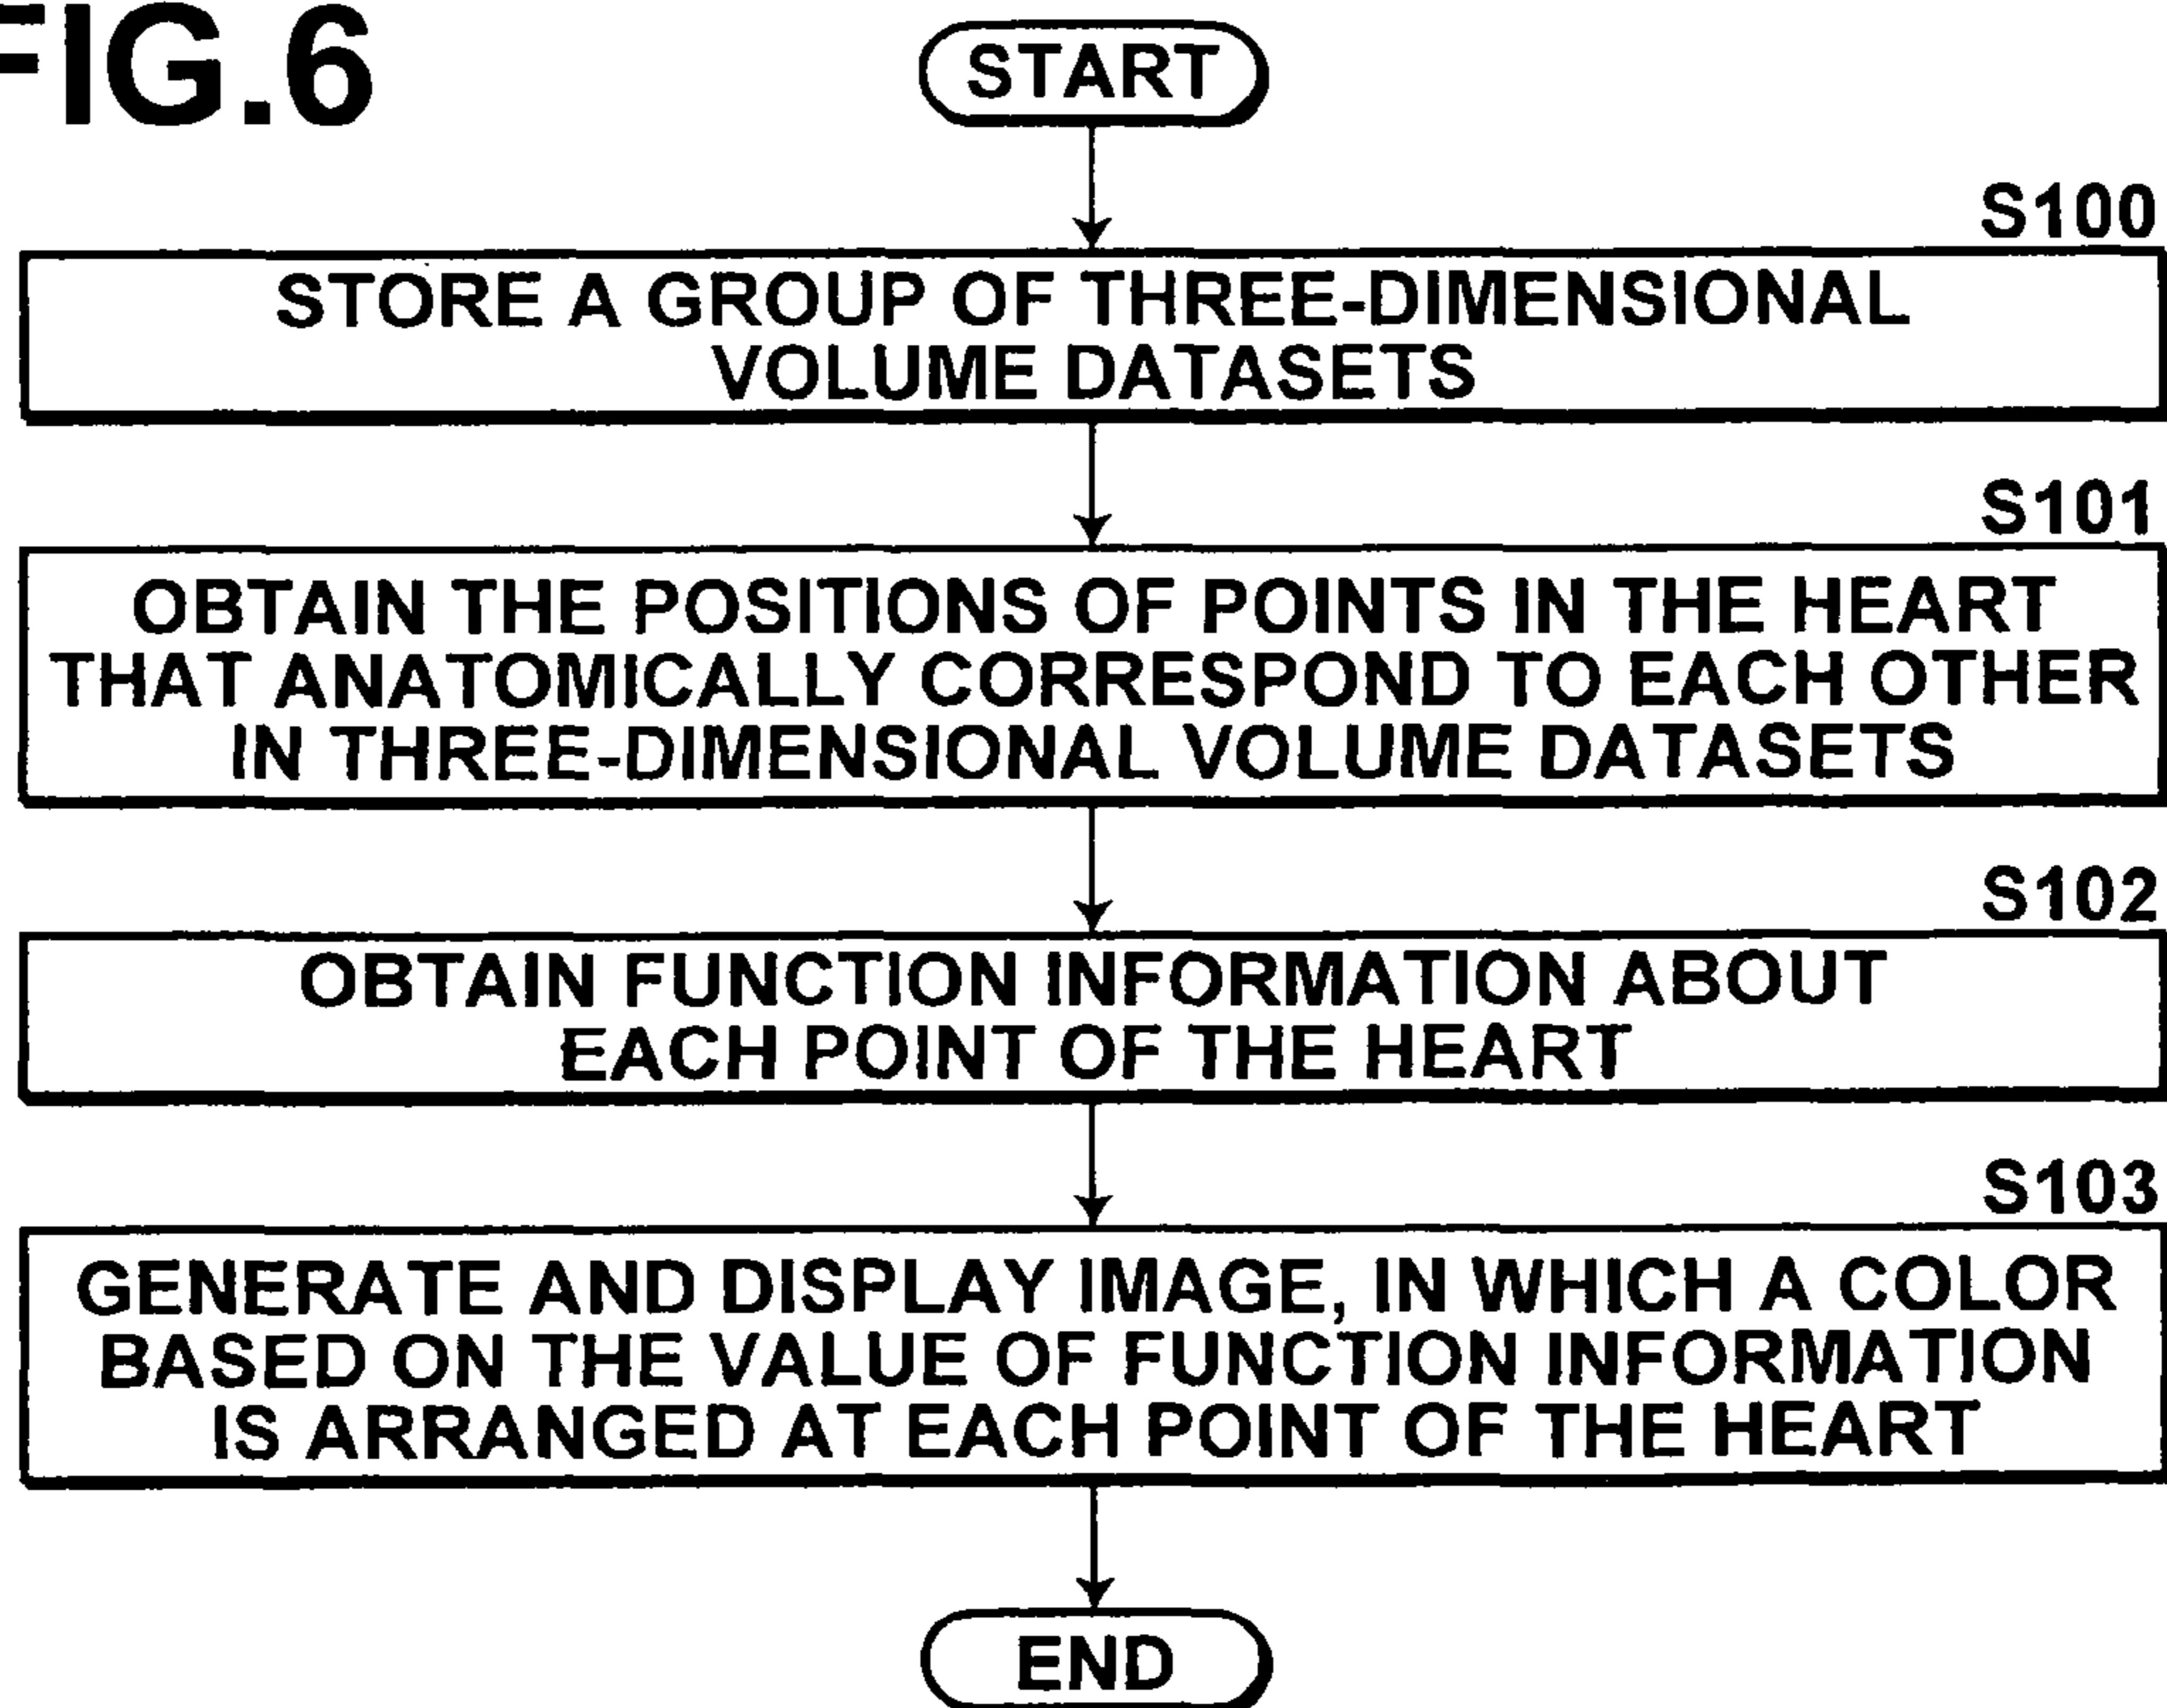 FIG.6
START
S100
STORE A GROUP OF THREE-DIMENSIONAL
VOLUME DATASETS
S101
OBTAIN THE POSITIONS OF POINTS IN THE HEART
THAT ANATOMICALLY CORRESPOND TO EACH OTHER
IN THREE-DIMENSIONAL VOLUME DATASETS
S102
OBTAIN FUNCTION INFORMATION ABOUT
EACH POINT OF THE HEART
S103
GENERATE AND DISPLAY IMAGE, IN WHICH A COLOR
BASED ON THE VALUE OF FUNCTION INFORMATION
IS ARRANGED AT EACH POINT OF THE HEART
END